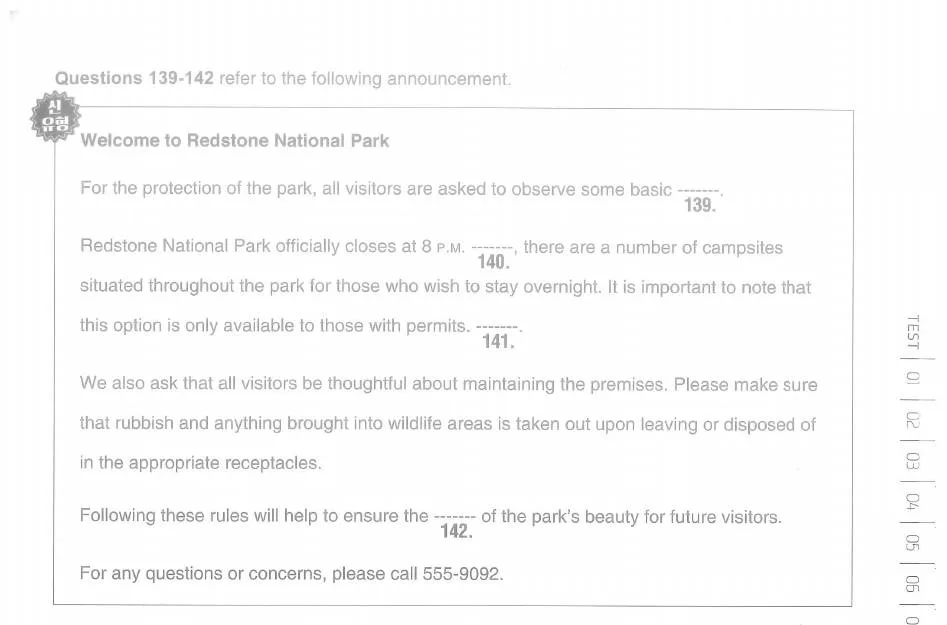 Questions 139-142 refer to the following announcement.
신
유형
Welcome to Redstone National Park
For the protection of the park, all visitors are asked to observe some basic -------.
139.
Redstone National Park officially closes at 8 P.M. -------, there are a number of campsites
140.
situated throughout the park for those who wish to stay overnight. It is important to note that
this option is only available to those with permits. -------.
141.
We also ask that all visitors be thoughtful about maintaining the premises. Please make sure
that rubbish and anything brought into wildlife areas is taken out upon leaving or disposed of
in the appropriate receptacles.
Following these rules will help to ensure the ------- of the park's beauty for future visitors.
142.
For any questions or concerns, please call 555-9092.
TEST
01
02
03
04
05
06